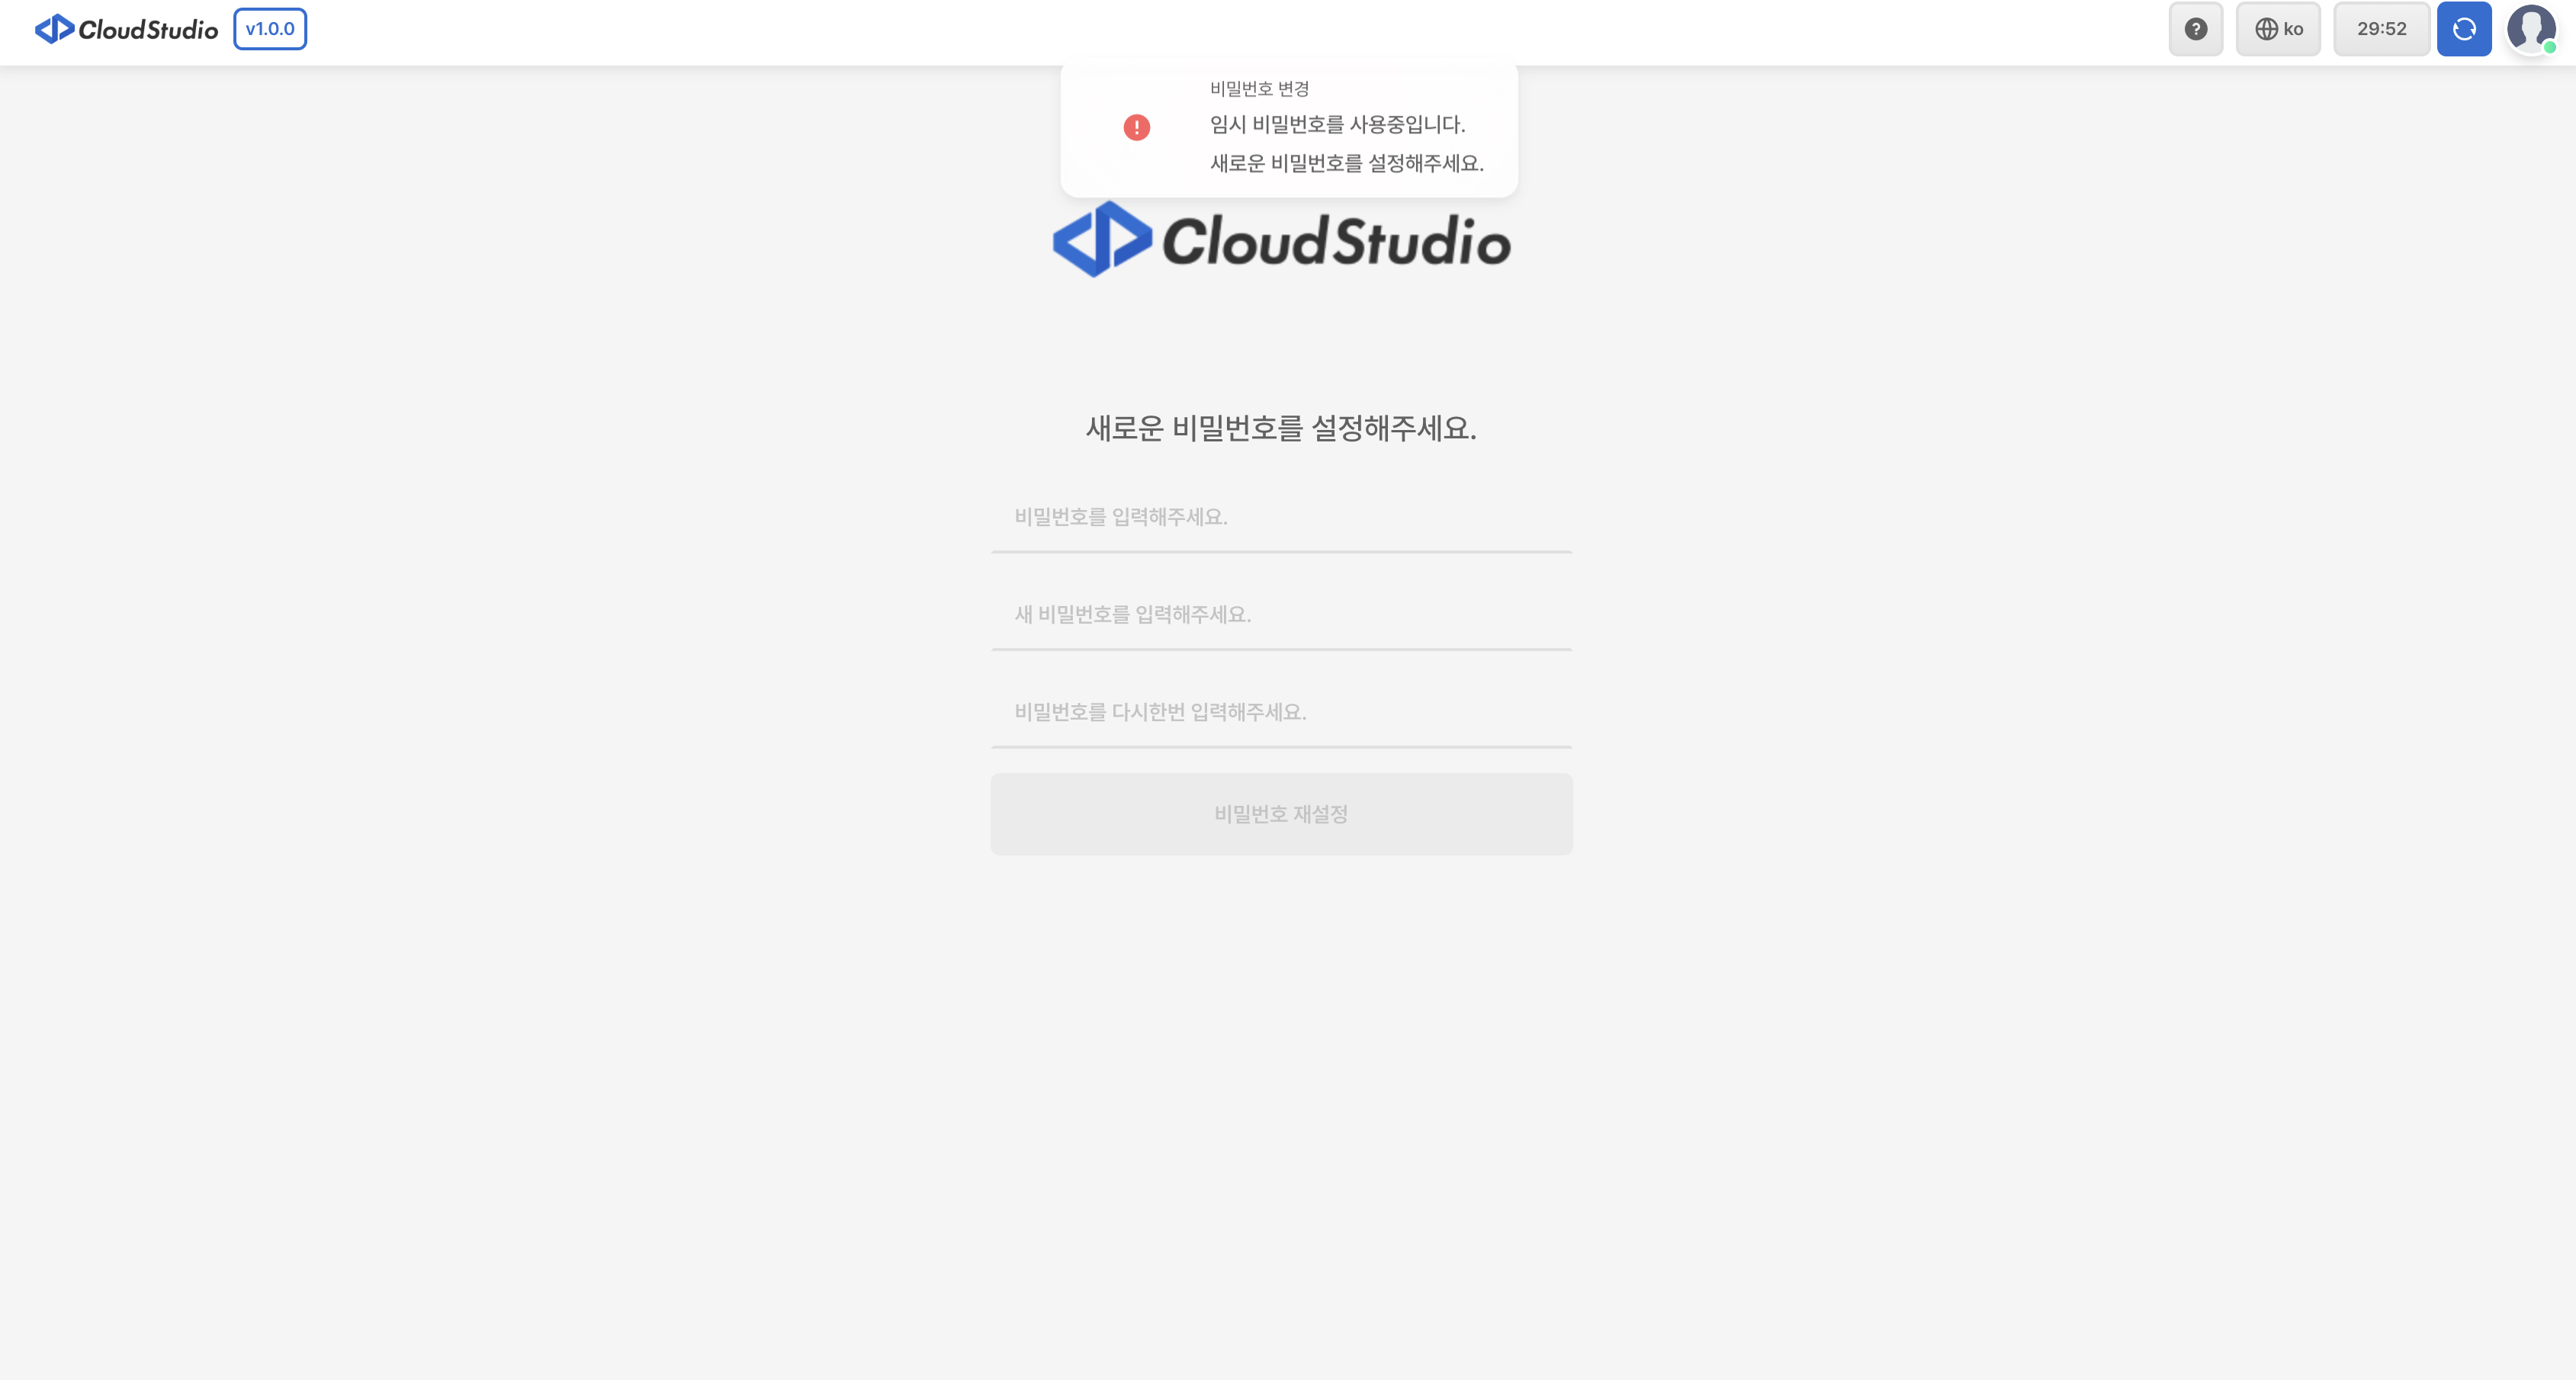 CloudStudio v1.0.0 ? ko 29:52
비밀번호 변경
임시 비밀번호를 사용중입니다.
새로운 비밀번호를 설정해주세요.
CloudStudio
새로운 비밀번호를 설정해주세요.
비밀번호를 입력해주세요.
새 비밀번호를 입력해주세요.
비밀번호를 다시한번 입력해주세요.
비밀번호 재설정